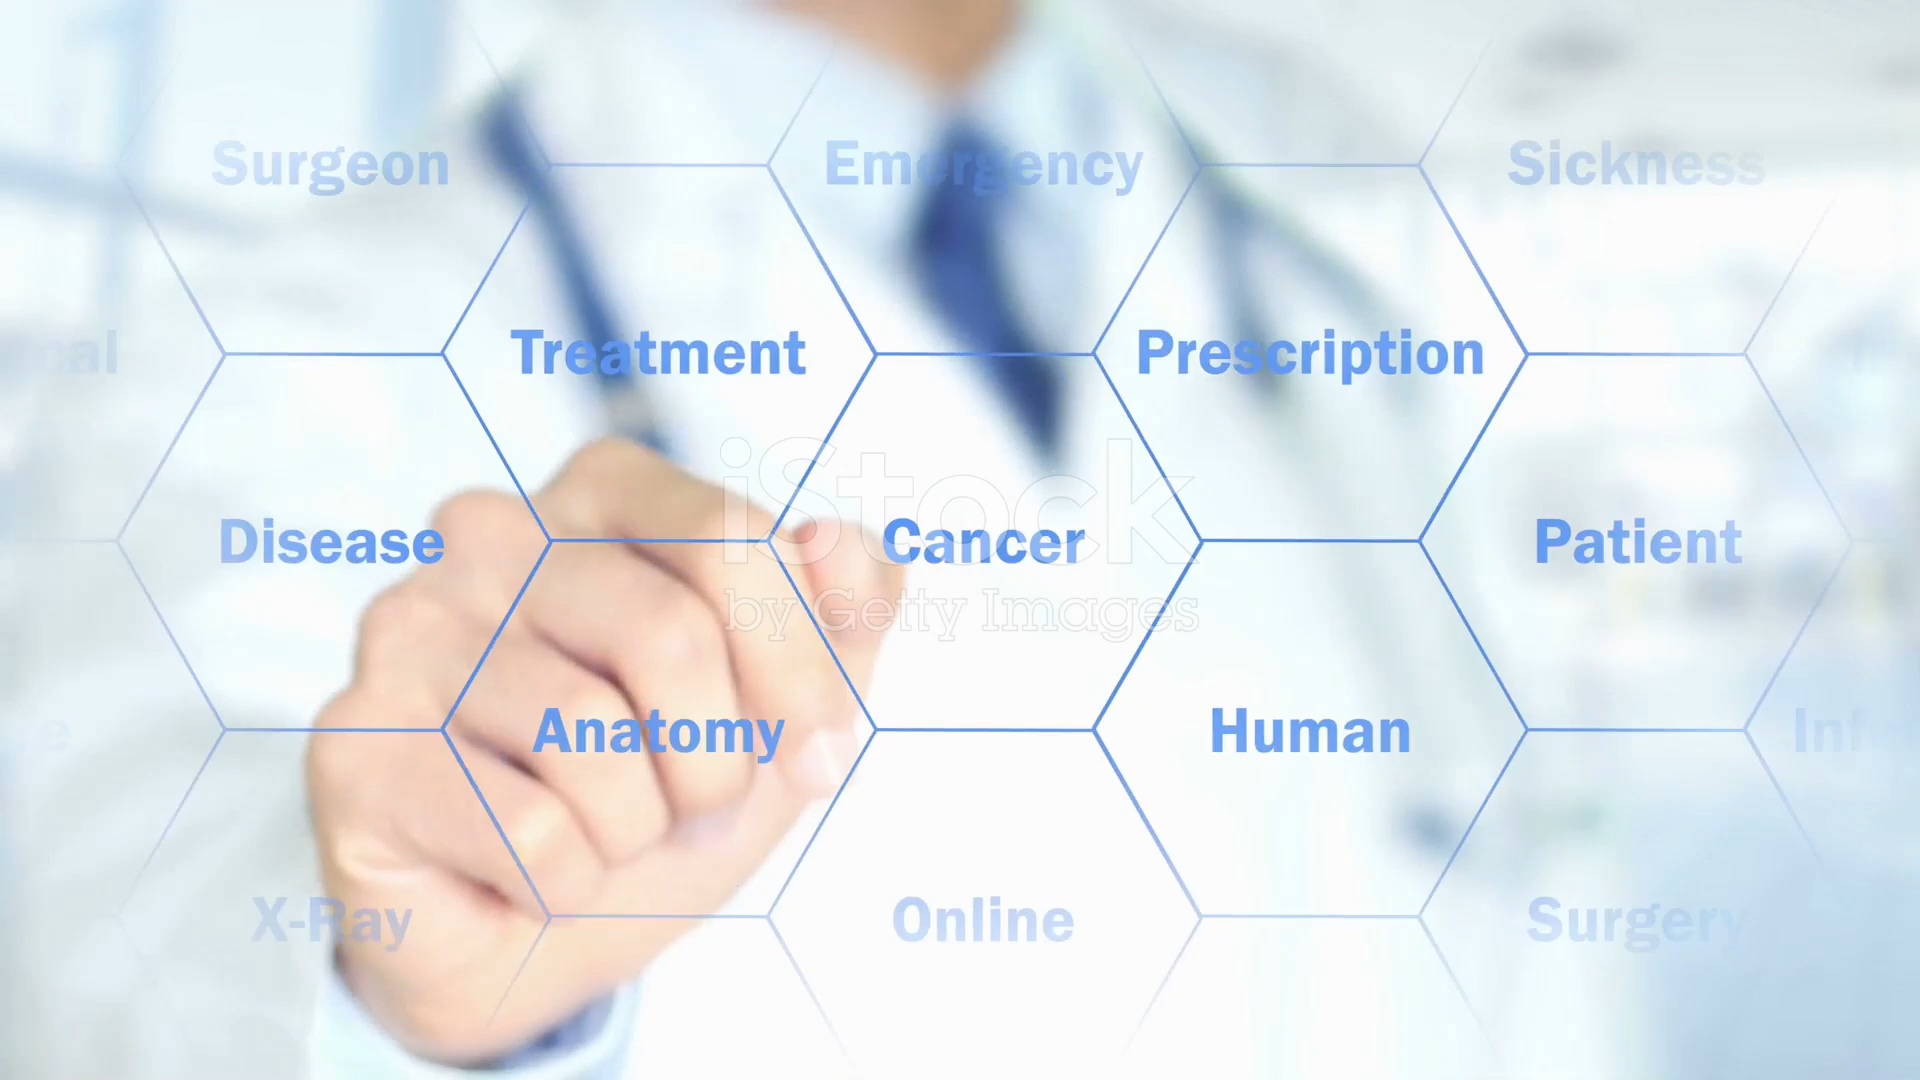 Surgeon
Emergency
Sickness
Treatment
Prescription
iStock
Disease
Cancer
Patient
by Getty Images
Anatomy
Human
X-Ray
Online
Surgery